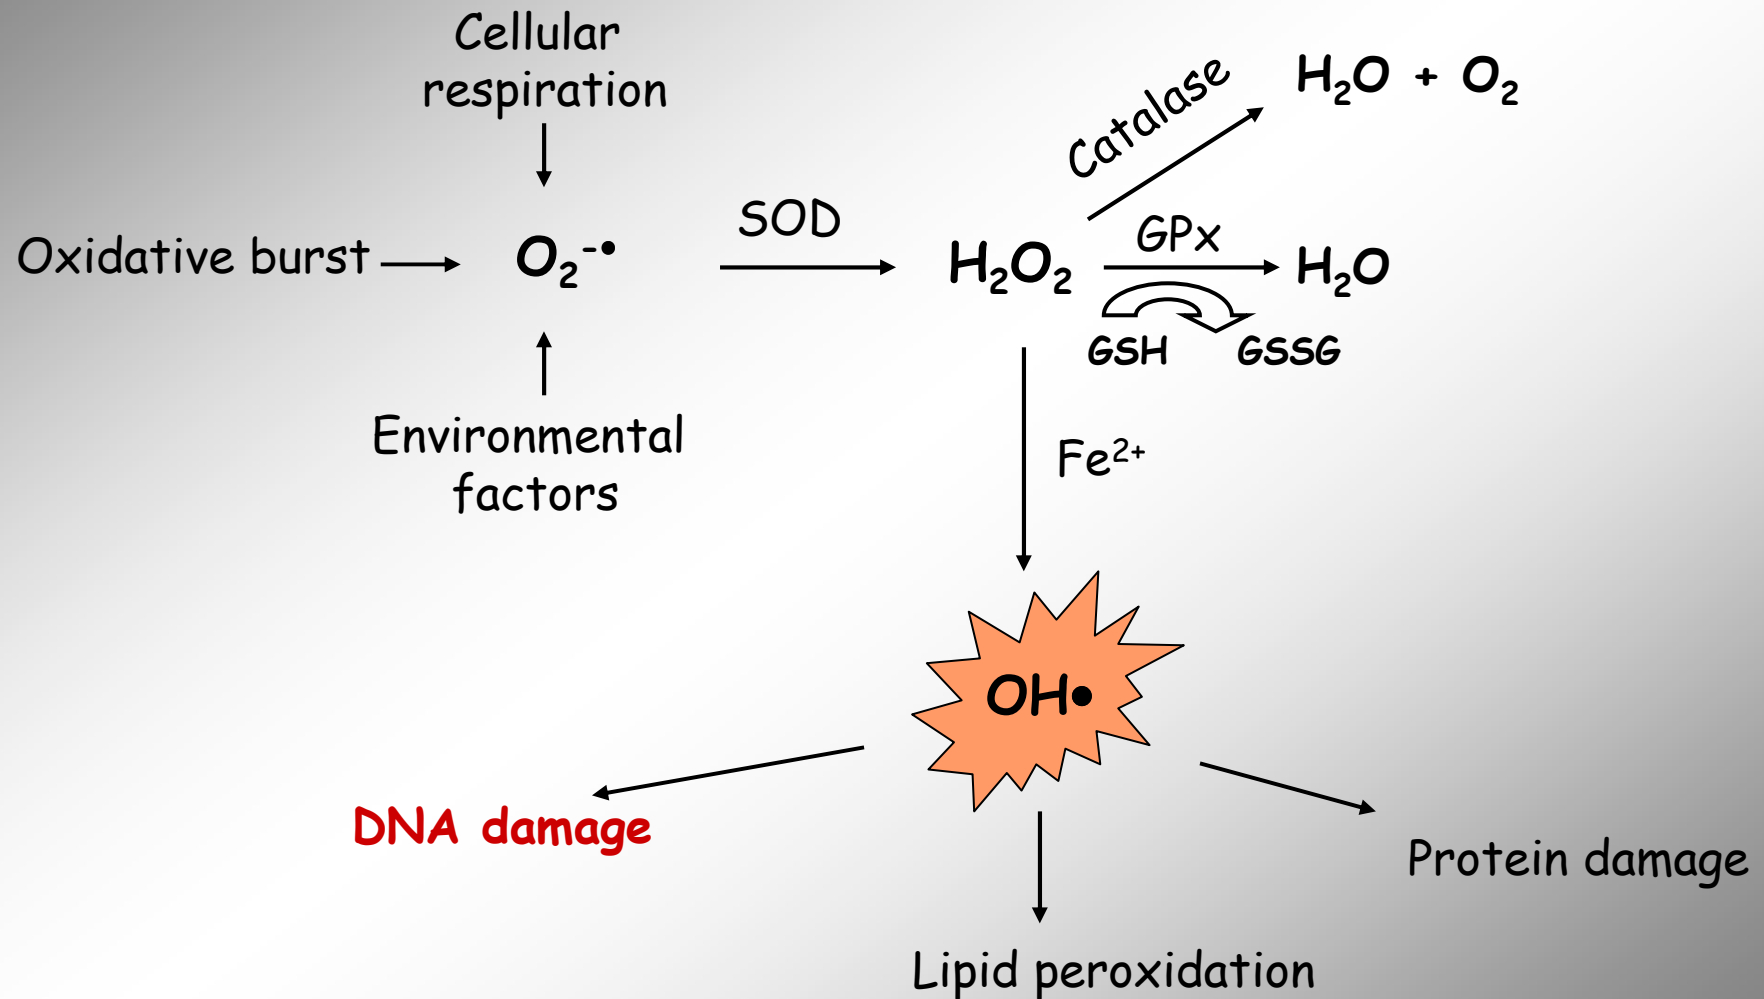 Cellular
respiration
Catalase
H₂O + O₂
Oxidative burst
O₂⁻•
SOD
H₂O₂
GPx
H₂O
GSH
GSSG
Environmental
factors
Fe²⁺
OH•
DNA damage
Protein damage
Lipid peroxidation